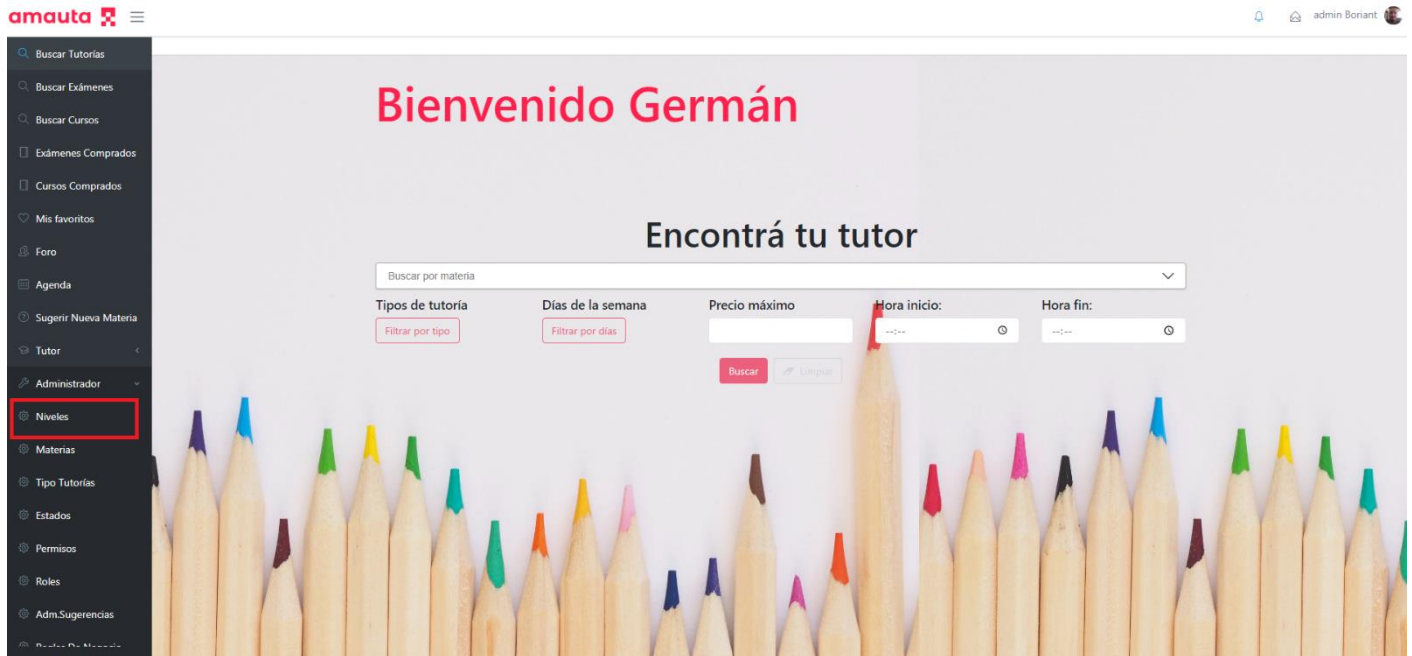 amauta
admin Boriant
Buscar Tutorías
Buscar Exámenes
Buscar Cursos
Exámenes Comprados
Cursos Comprados
Mis favoritos
Foro
Agenda
Sugerir Nueva Materia
Tutor
Administrador
Niveles
Materias
Tipo Tutorías
Estados
Permisos
Roles
Adm.Sugerencias
Reglas De Negocio
Bienvenido Germán
Encontrá tu tutor
Buscar por materia
Tipos de tutoría Días de la semana Precio máximo Hora inicio: Hora fin:
Filtrar por tipo Filtrar por días --:-- --:--
Buscar Limpiar